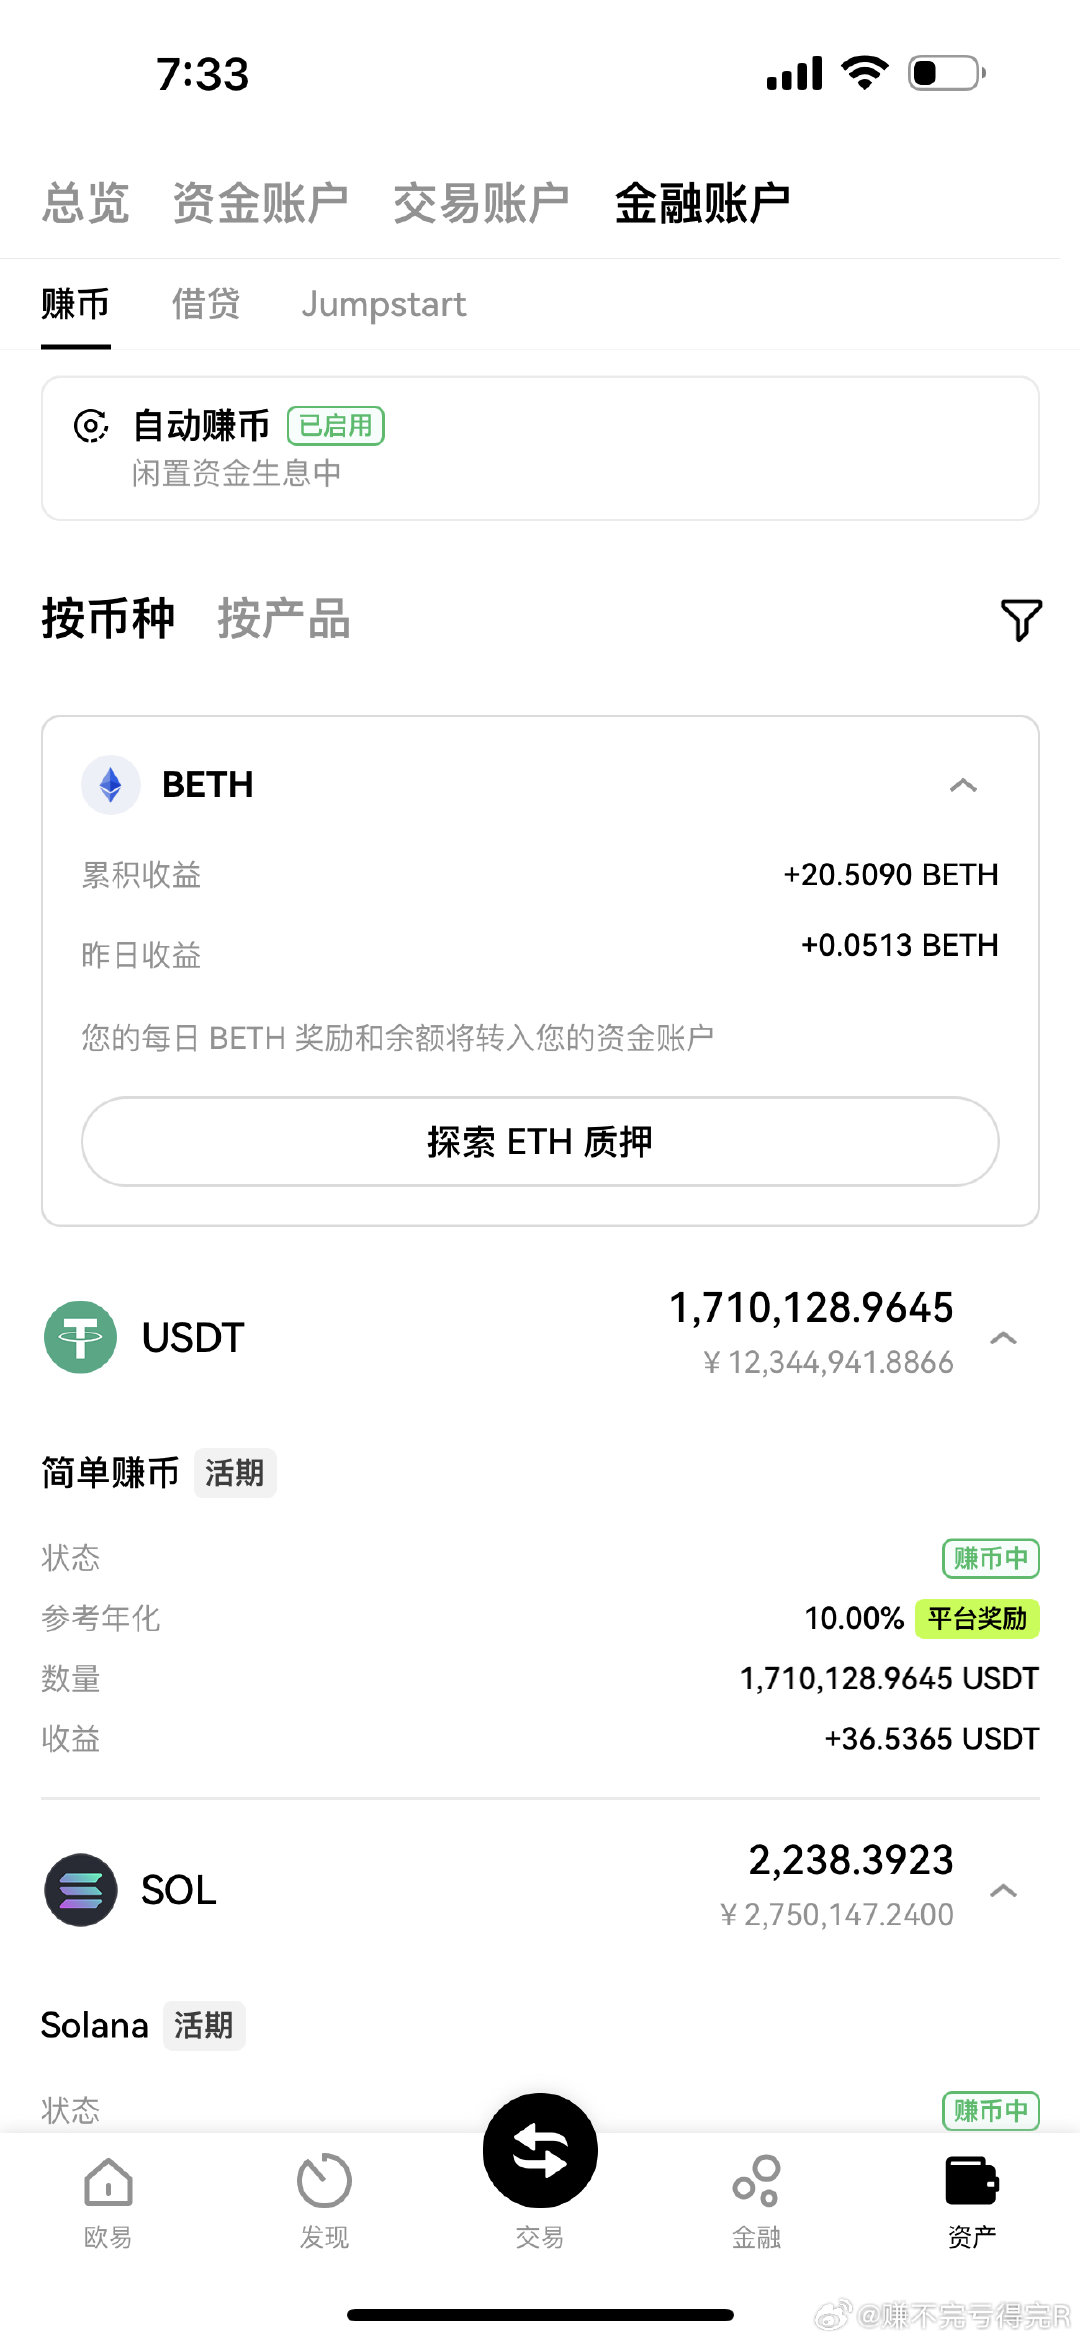 7:33
总览 资金账户 交易账户 金融账户
赚币 借贷 Jumpstart
自动赚币 已启用
闲置资金生息中
按币种 按产品
BETH
累积收益 +20.5090 BETH
昨日收益 +0.0513 BETH
您的每日 BETH 奖励和余额将转入您的资金账户
探索 ETH 质押
USDT 1,710,128.9645
¥ 12,344,941.8866
简单赚币 活期
状态 赚币中
参考年化 10.00% 平台奖励
数量 1,710,128.9645 USDT
收益 +36.5365 USDT
SOL 2,238.3923
¥ 2,750,147.2400
Solana 活期
状态 赚币中
欧易 发现 交易 金融 资产
@赚不完亏得完R